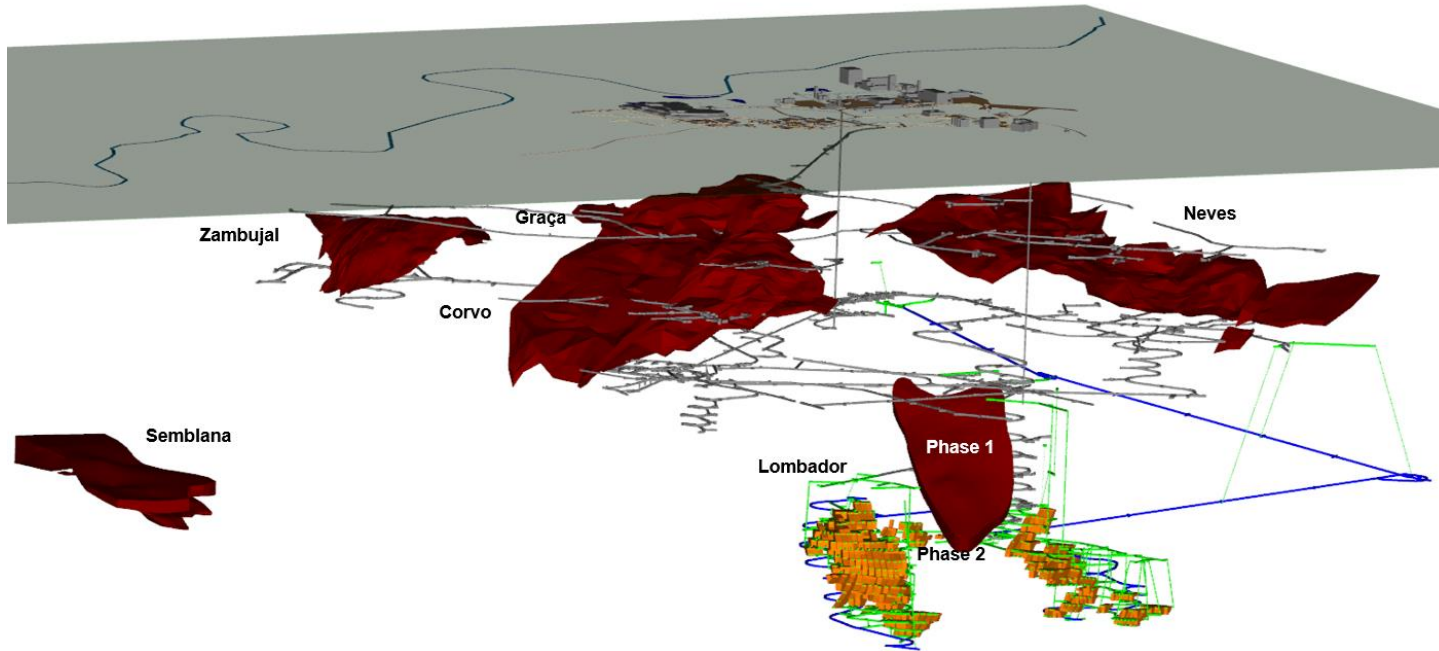 Graça
Neves
Zambujal
Corvo
Semblana
Phase 1
Lombador
Phase 2